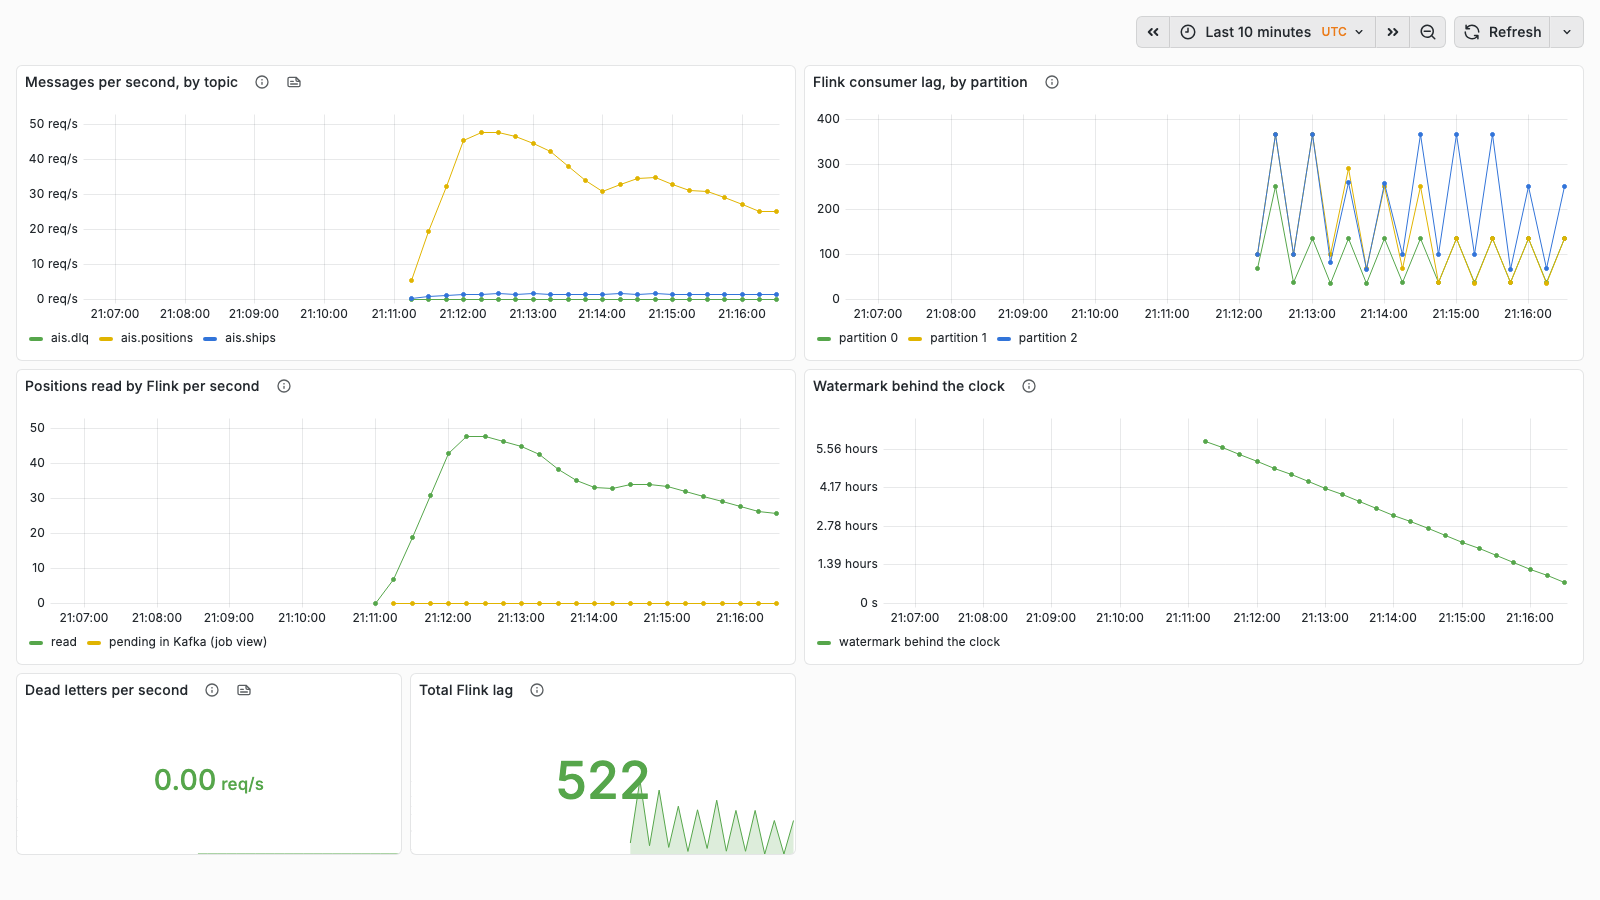 Last 10 minutes UTC
Refresh
Messages per second, by topic
50 req/s
40 req/s
30 req/s
20 req/s
10 req/s
0 req/s
21:07:00 21:08:00 21:09:00 21:10:00 21:11:00 21:12:00 21:13:00 21:14:00 21:15:00 21:16:00
ais.dlq ais.positions ais.ships
Flink consumer lag, by partition
400
300
200
100
0
21:07:00 21:08:00 21:09:00 21:10:00 21:11:00 21:12:00 21:13:00 21:14:00 21:15:00 21:16:00
partition 0 partition 1 partition 2
Positions read by Flink per second
50
40
30
20
10
0
21:07:00 21:08:00 21:09:00 21:10:00 21:11:00 21:12:00 21:13:00 21:14:00 21:15:00 21:16:00
read pending in Kafka (job view)
Watermark behind the clock
5.56 hours
4.17 hours
2.78 hours
1.39 hours
0 s
21:07:00 21:08:00 21:09:00 21:10:00 21:11:00 21:12:00 21:13:00 21:14:00 21:15:00 21:16:00
watermark behind the clock
Dead letters per second
0.00 req/s
Total Flink lag
522